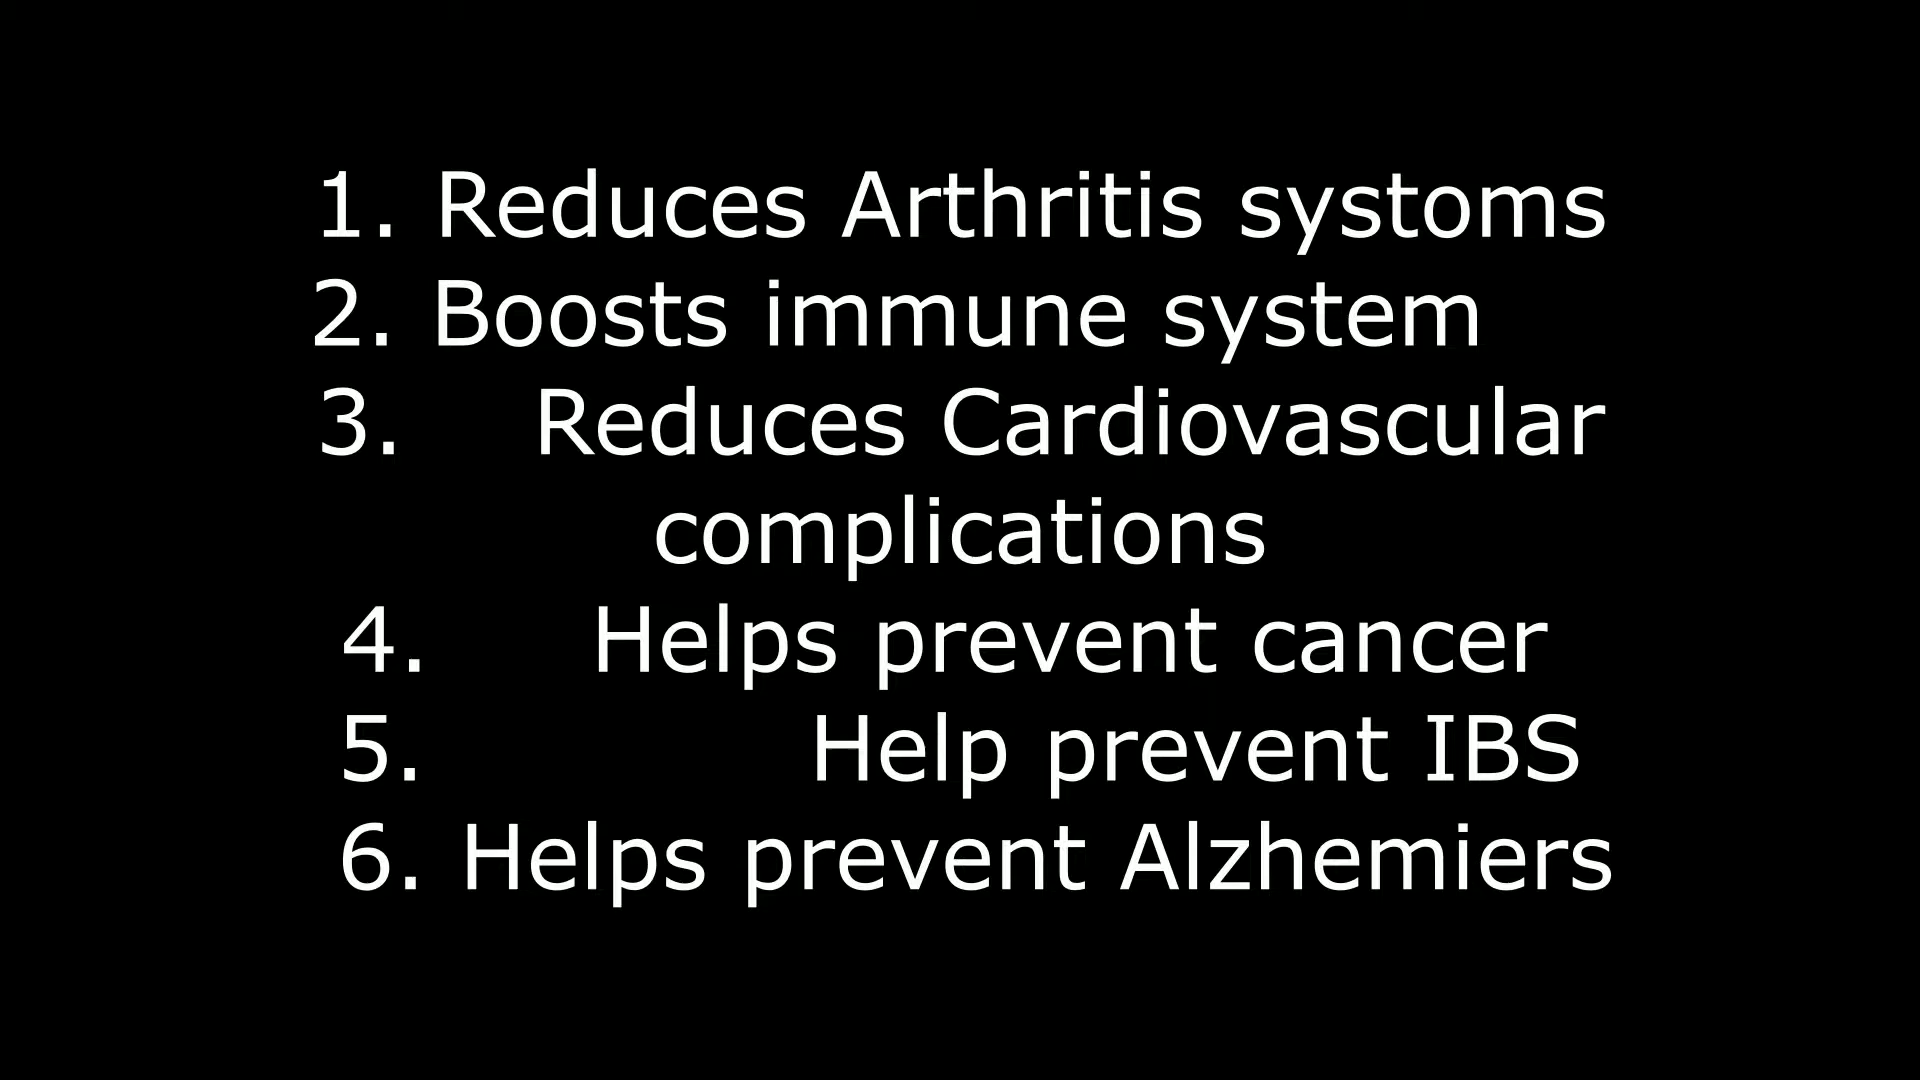 1. Reduces Arthritis systoms
2. Boosts immune system
3. Reduces Cardiovascular
complications
4. Helps prevent cancer
5. Help prevent IBS
6. Helps prevent Alzhemiers